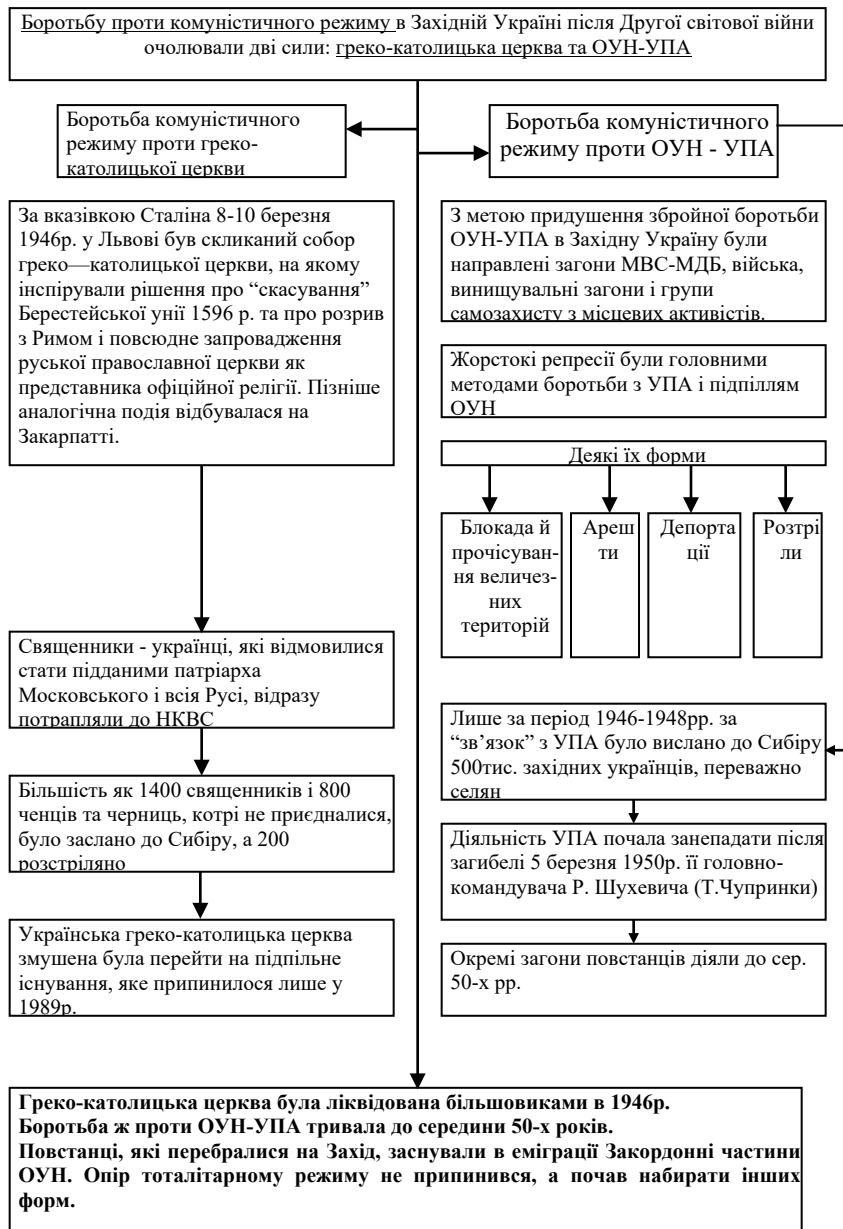 Боротьбу проти комуністичного режиму в Західній Україні після Другої світової війни
очолювали дві сили: греко-католицька церква та ОУН-УПА
Боротьба комуністичного
режиму проти греко-
католицької церкви
Боротьба комуністичного
режиму проти ОУН - УПА
За вказівкою Сталіна 8-10 березня
1946р. у Львові був скликаний собор
греко—католицької церкви, на якому
інспірували рішення про “скасування”
Берестейської унії 1596 р. та про розрив
з Римом і повсюдне запровадження
руської православної церкви як
представника офіційної релігії. Пізніше
аналогічна подія відбувалася на
Закарпатті.
Священники - українці, які відмовилися
стати підданими патріарха
Московського і всія Русі, відразу
потрапляли до НКВС
Більшість як 1400 священників і 800
ченців та черниць, котрі не приєдналися,
було заслано до Сибіру, а 200
розстріляно
Українська греко-католицька церква
змушена була перейти на підпільне
існування, яке припинилось лише у
1989р.
З метою придушення збройної боротьби
ОУН-УПА в Західну Україну були
направлені загони МВС-МДБ, війська,
винищувальні загони і групи
самозахисту з місцевих активістів.
Жорстокі репресії були головними
методами боротьби з УПА і підпіллям
ОУН
Деякі їх форми
Блокада й
прочісуван-
ня величез-
них
територій
Ареш
ти
Депорта
ції
Розтрі
ли
Лише за період 1946-1948рр. за
“зв’язок” з УПА було вислано до Сибіру
500тис. західних українців, переважно
селян
Діяльність УПА почала занепадати після
загибелі 5 березня 1950р. її головно-
командувача Р. Шухевича (Т.Чупринки)
Окремі загони повстанців діяли до сер.
50-х рр.
Греко-католицька церква була ліквідована більшовиками в 1946р.
Боротьба ж проти ОУН-УПА тривала до середини 50-х років.
Повстанці, які перебралися на Захід, заснували в еміграції Закордонні частини
ОУН. Опір тоталітарному режиму не припинився, а почав набирати інших
форм.